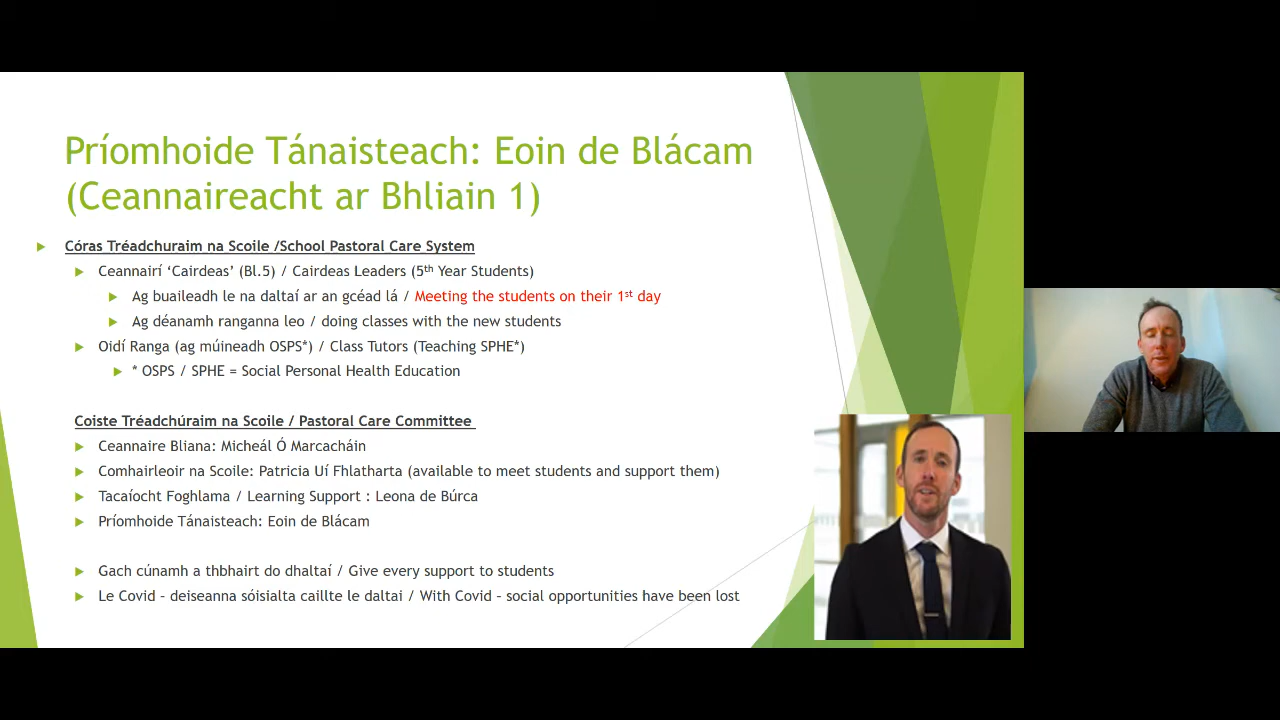 Príomhoide Tánaisteach: Eoin de Blácam
(Ceannaireacht ar Bhliain 1)
Córas Tréadchuraim na Scoile /School Pastoral Care System
Ceannairí ‘Cairdeas’ (Bl.5) / Cairdeas Leaders (5th Year Students)
Ag buaileadh le na daltaí ar an gcéad lá / Meeting the students on their 1st day
Ag déanamh ranganna leo / doing classes with the new students
Oidí Ranga (ag múineadh OSPS*) / Class Tutors (Teaching SPHE*)
* OSPS / SPHE = Social Personal Health Education
Coiste Tréadchúraim na Scoile / Pastoral Care Committee
Ceannaire Bliana: Micheál Ó Marcacháin
Comhairleoir na Scoile: Patricia Uí Fhlatharta (available to meet students and support them)
Tacaíocht Foghlama / Learning Support : Leona de Búrca
Príomhoide Tánaisteach: Eoin de Blácam
Gach cúnamh a thbhairt do dhaltaí / Give every support to students
Le Covid – deiseanna sóisialta caillte le daltai / With Covid – social opportunities have been lost